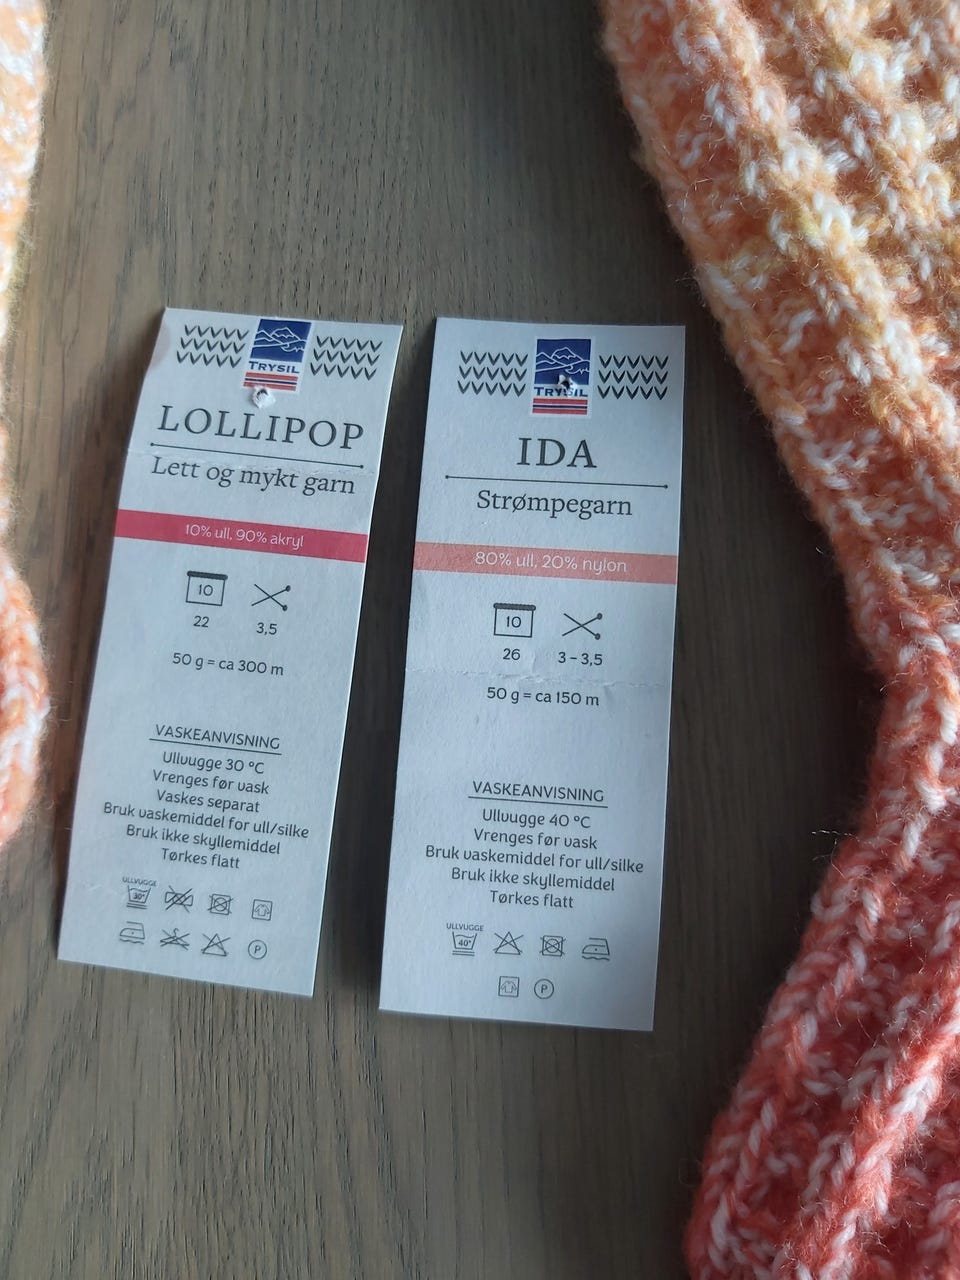 TRYSIL
LOLLIPOP
Lett og mykt garn
10% ull, 90% akryl
10
22
3,5
50 g = ca 300 m
VASKEANVISNING
Ullvugge 30 °C
Vrenges før vask
Vaskes separat
Bruk vaskemiddel for ull/silke
Bruk ikke skyllemiddel
Tørkes flatt
ULLVUGGE
30°
P
TRYSIL
IDA
Strømpegarn
80% ull, 20% nylon
10
26
3 – 3,5
50 g = ca 150 m
VASKEANVISNING
Ullvugge 40 °C
Vrenges før vask
Bruk vaskemiddel for ull/silke
Bruk ikke skyllemiddel
Tørkes flatt
ULLVUGGE
40°
P